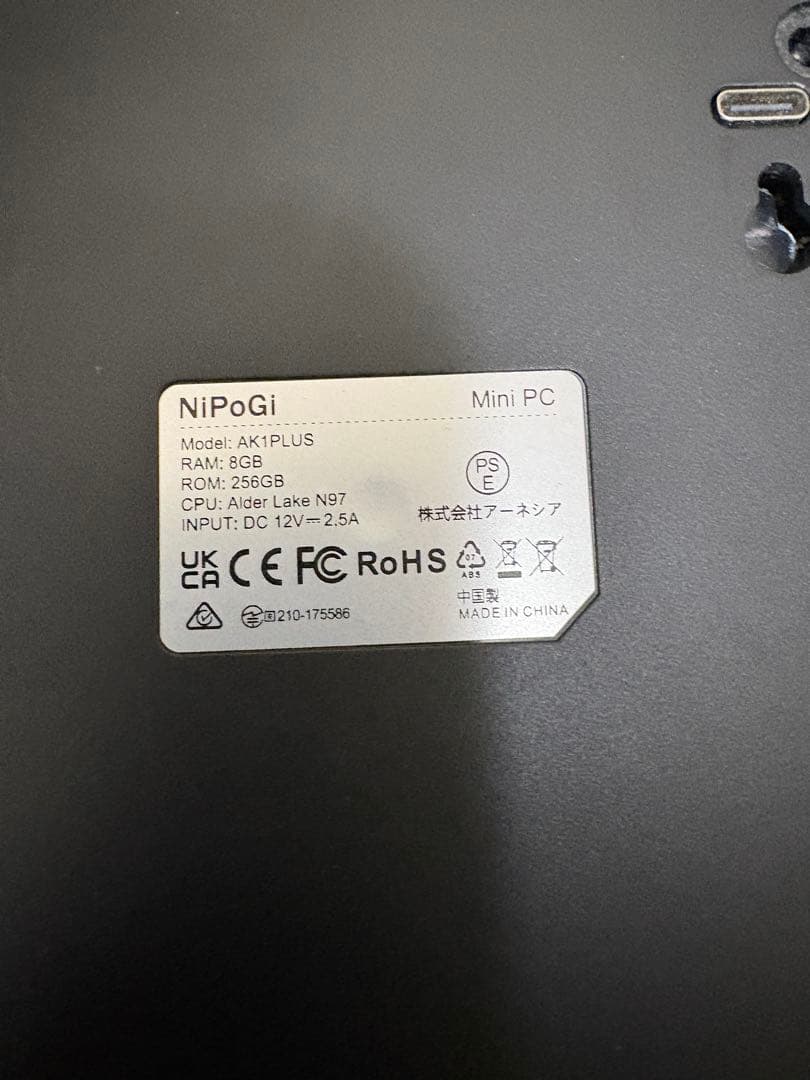 NiPoGi
Mini PC
Model: AK1PLUS
RAM: 8GB
ROM: 256GB
CPU: Alder Lake N97
INPUT: DC 12V⎓2.5A
PS
E
株式会社アーネシア
UK
CA CE FC RoHS
07
ABS
R 210-175586
中国製
MADE IN CHINA